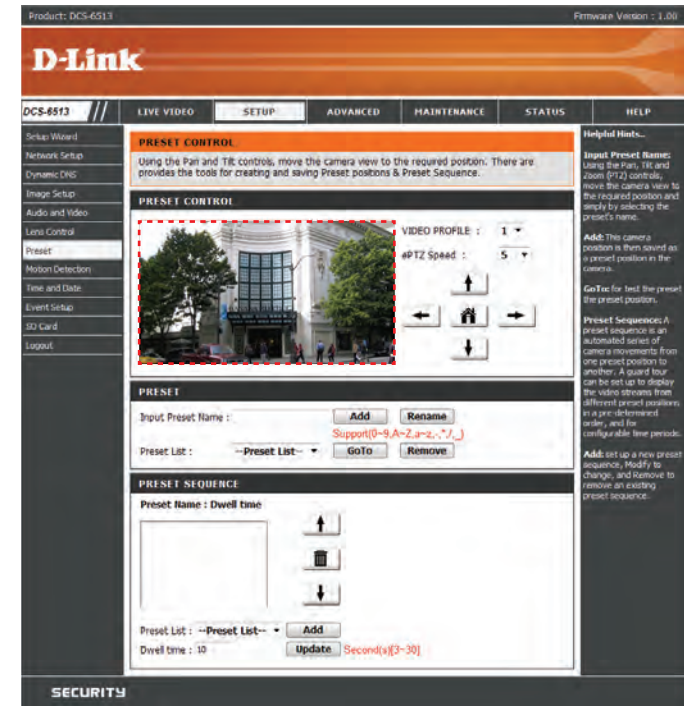 Product: DCS-6513 Firmware Version : 1.00
D-Link
DCS-6513 // LIVE VIDEO SETUP ADVANCED MAINTENANCE STATUS HELP
Setup Wizard
Network Setup
Dynamic DNS
Image Setup
Audio and Video
Lens Control
Preset
Motion Detection
Time and Date
Event Setup
SD Card
Logout
PRESET CONTROL
Using the Pan and Tilt controls, move the camera view to the required position. There are
provides the tools for creating and saving Preset positions & Preset Sequence.
PRESET CONTROL
VIDEO PROFILE : 1
ePTZ Speed : 5
PRESET
Input Preset Name : Add Rename
Support(0~9,A~Z,a~z,-,*,/,_)
Preset List : --Preset List-- GoTo Remove
PRESET SEQUENCE
Preset Name : Dwell time
Preset List : --Preset List-- Add
Dwell time : 10 Update Second(s)[3~30]
Helpful Hints...
Input Preset Name:
Using the Pan, Tilt and
Zoom (PTZ) controls,
move the camera view to
the required position and
simply by selecting the
preset's name.
Add: This camera
position is then saved as
a preset position in the
camera.
GoTo: for test the preset
the preset position.
Preset Sequence: A
preset sequence is an
automated series of
camera movements from
one preset position to
another. A guard tour
can be set up to display
the video streams from
different preset positions
in a pre-determined
order, and for
configurable time periods.
Add: set up a new preset
sequence, Modify to
change, and Remove to
remove an existing
preset sequence.
SECURITY